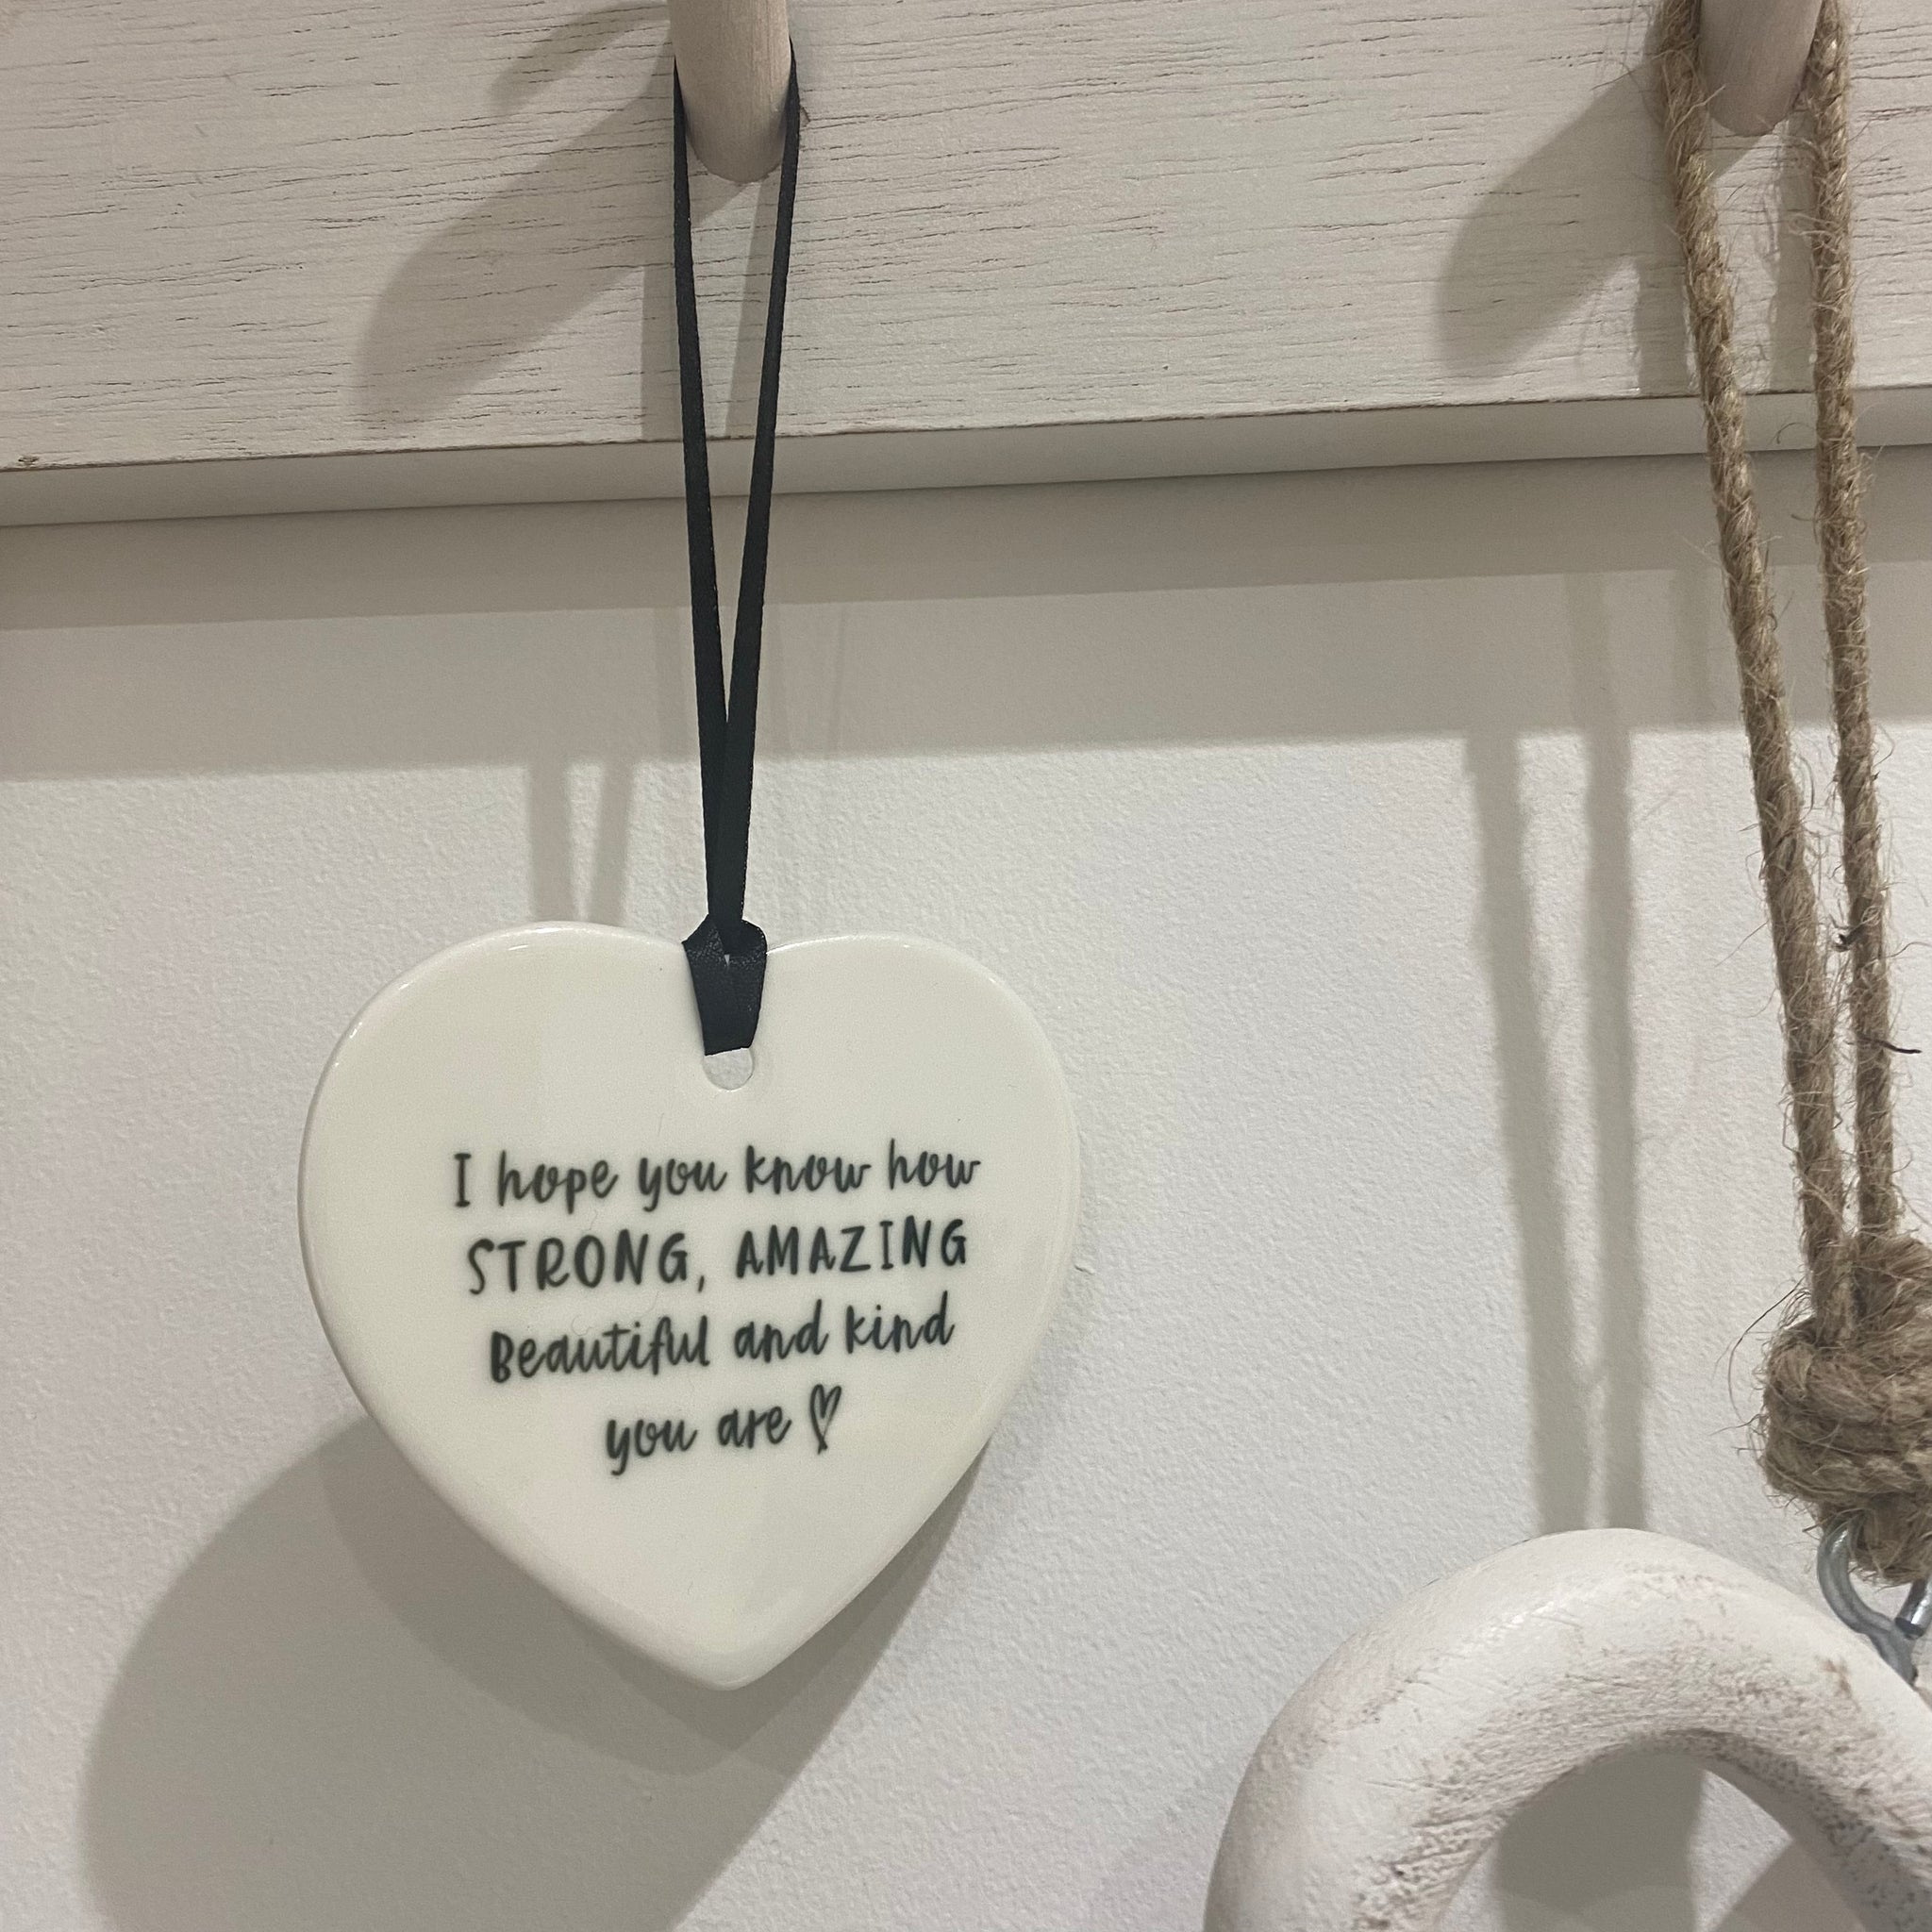 I hope you know how
STRONG, AMAZING
Beautiful and kind
you are ♡